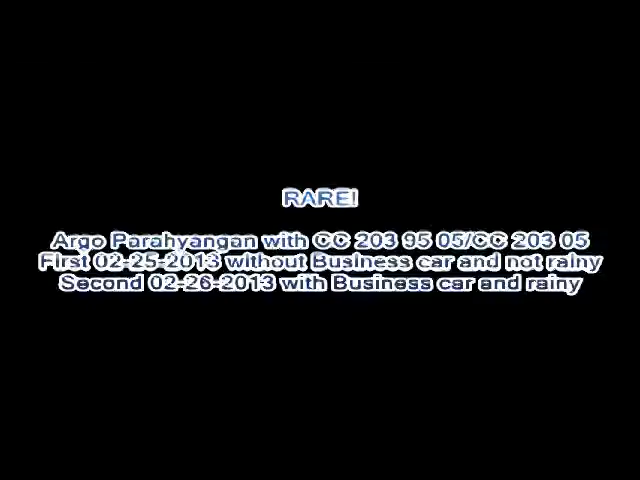 RARE!
Argo Parahyangan with CC 203 95 05/CC 203 05
First 02-25-2013 without Business car and not rainy
Second 02-26-2013 with Business car and rainy